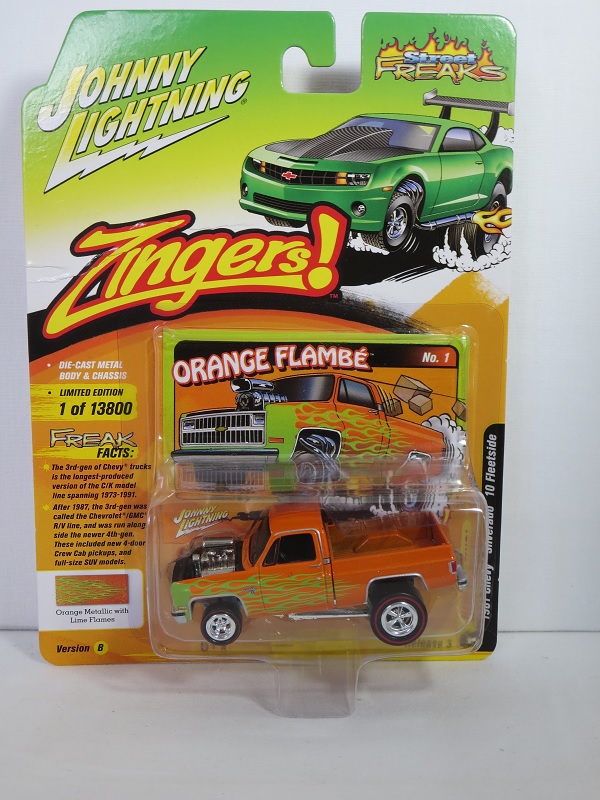 JOHNNY
LIGHTNING®
Street
FREAKS
Zingers!™
• DIE-CAST METAL
BODY & CHASSIS
• LIMITED EDITION
1 of 13800
FREAK
FACTS:
The 3rd-gen of Chevy® trucks
is the longest-produced
version of the C/K model
line spanning 1973-1991.
After 1987, the 3rd-gen was
called the Chevrolet®/GMC®
R/V line, and was run along
side the newer 4th-gen.
These included new 4-door
Crew Cab pickups, and
full-size SUV models.
Orange Metallic with
Lime Flames
Version B
ORANGE FLAMBÉ™
No. 1
JOHNNY
LIGHTNING
Chevy® Silverado® 10 Fleetside